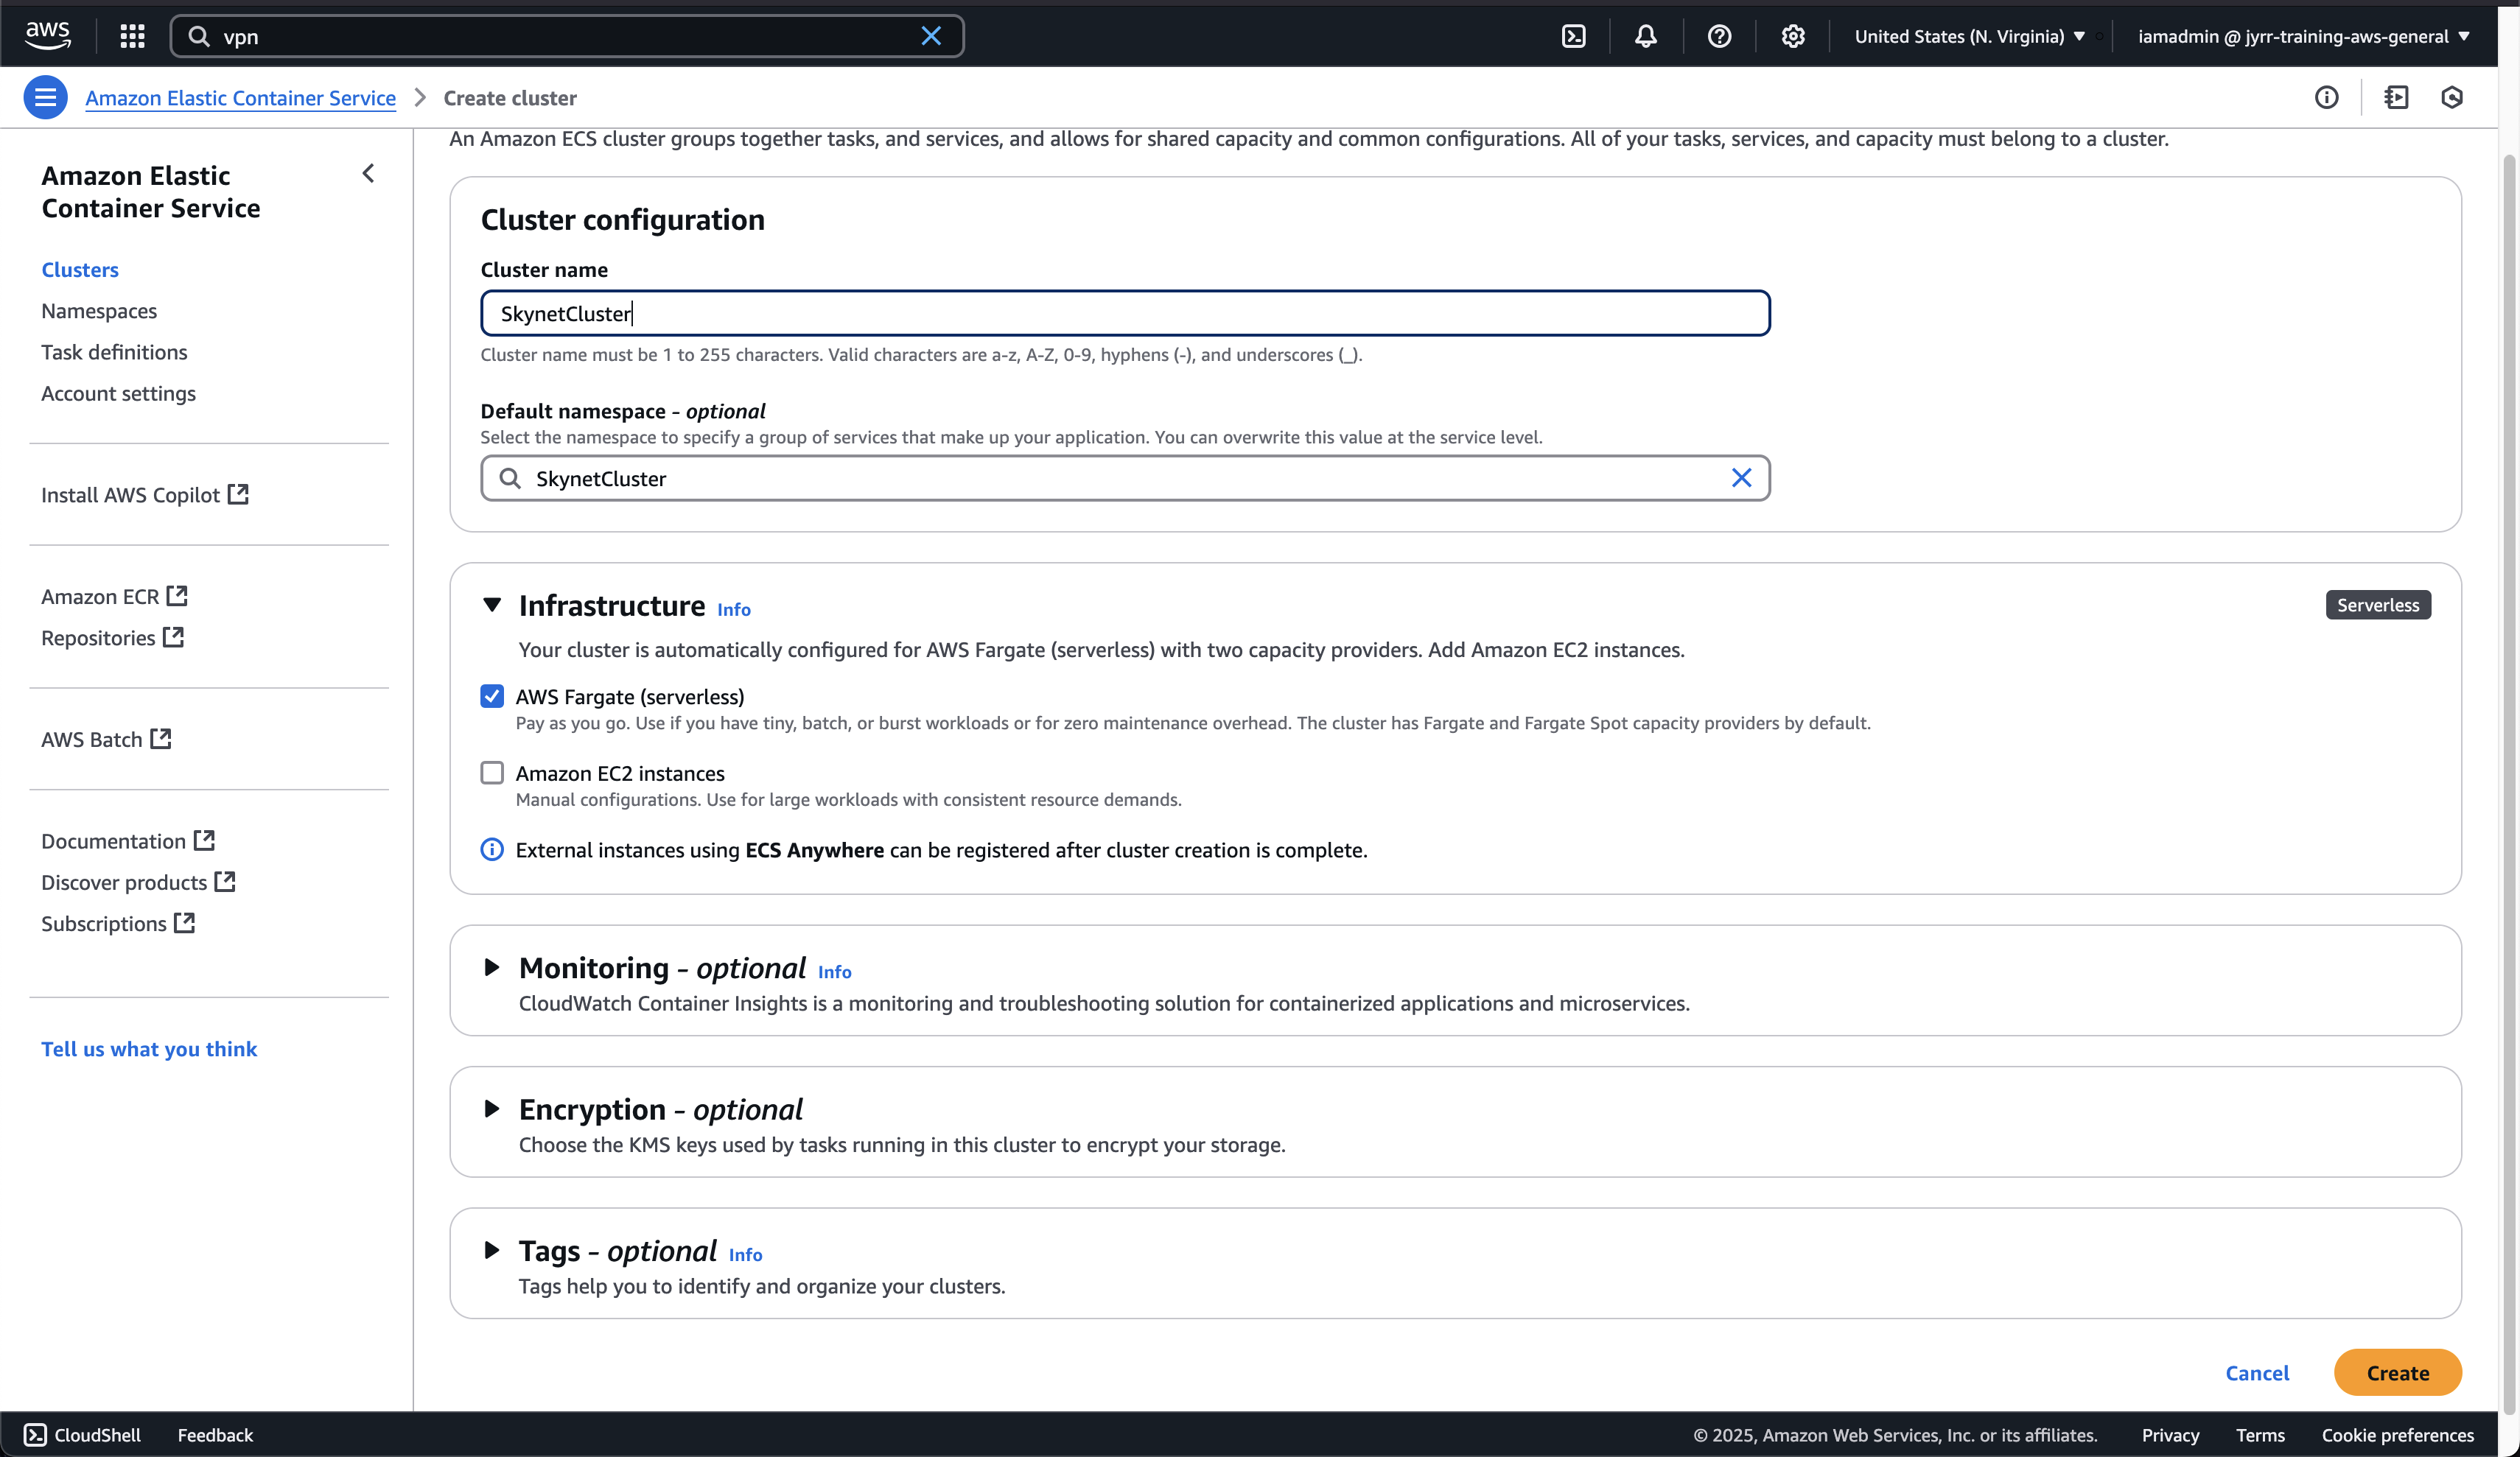 aws
vpn
United States (N. Virginia)
iamadmin @ jyrr-training-aws-general
Amazon Elastic Container Service
Create cluster
Amazon Elastic
Container Service
Clusters
Namespaces
Task definitions
Account settings
Install AWS Copilot
Amazon ECR
Repositories
AWS Batch
Documentation
Discover products
Subscriptions
Tell us what you think
An Amazon ECS cluster groups together tasks, and services, and allows for shared capacity and common configurations. All of your tasks, services, and capacity must belong to a cluster.
Cluster configuration
Cluster name
SkynetCluster
Cluster name must be 1 to 255 characters. Valid characters are a-z, A-Z, 0-9, hyphens (-), and underscores (_).
Default namespace - optional
Select the namespace to specify a group of services that make up your application. You can overwrite this value at the service level.
SkynetCluster
Infrastructure Info
Serverless
Your cluster is automatically configured for AWS Fargate (serverless) with two capacity providers. Add Amazon EC2 instances.
AWS Fargate (serverless)
Pay as you go. Use if you have tiny, batch, or burst workloads or for zero maintenance overhead. The cluster has Fargate and Fargate Spot capacity providers by default.
Amazon EC2 instances
Manual configurations. Use for large workloads with consistent resource demands.
External instances using ECS Anywhere can be registered after cluster creation is complete.
Monitoring - optional Info
CloudWatch Container Insights is a monitoring and troubleshooting solution for containerized applications and microservices.
Encryption - optional
Choose the KMS keys used by tasks running in this cluster to encrypt your storage.
Tags - optional Info
Tags help you to identify and organize your clusters.
Cancel
Create
CloudShell
Feedback
© 2025, Amazon Web Services, Inc. or its affiliates.
Privacy
Terms
Cookie preferences